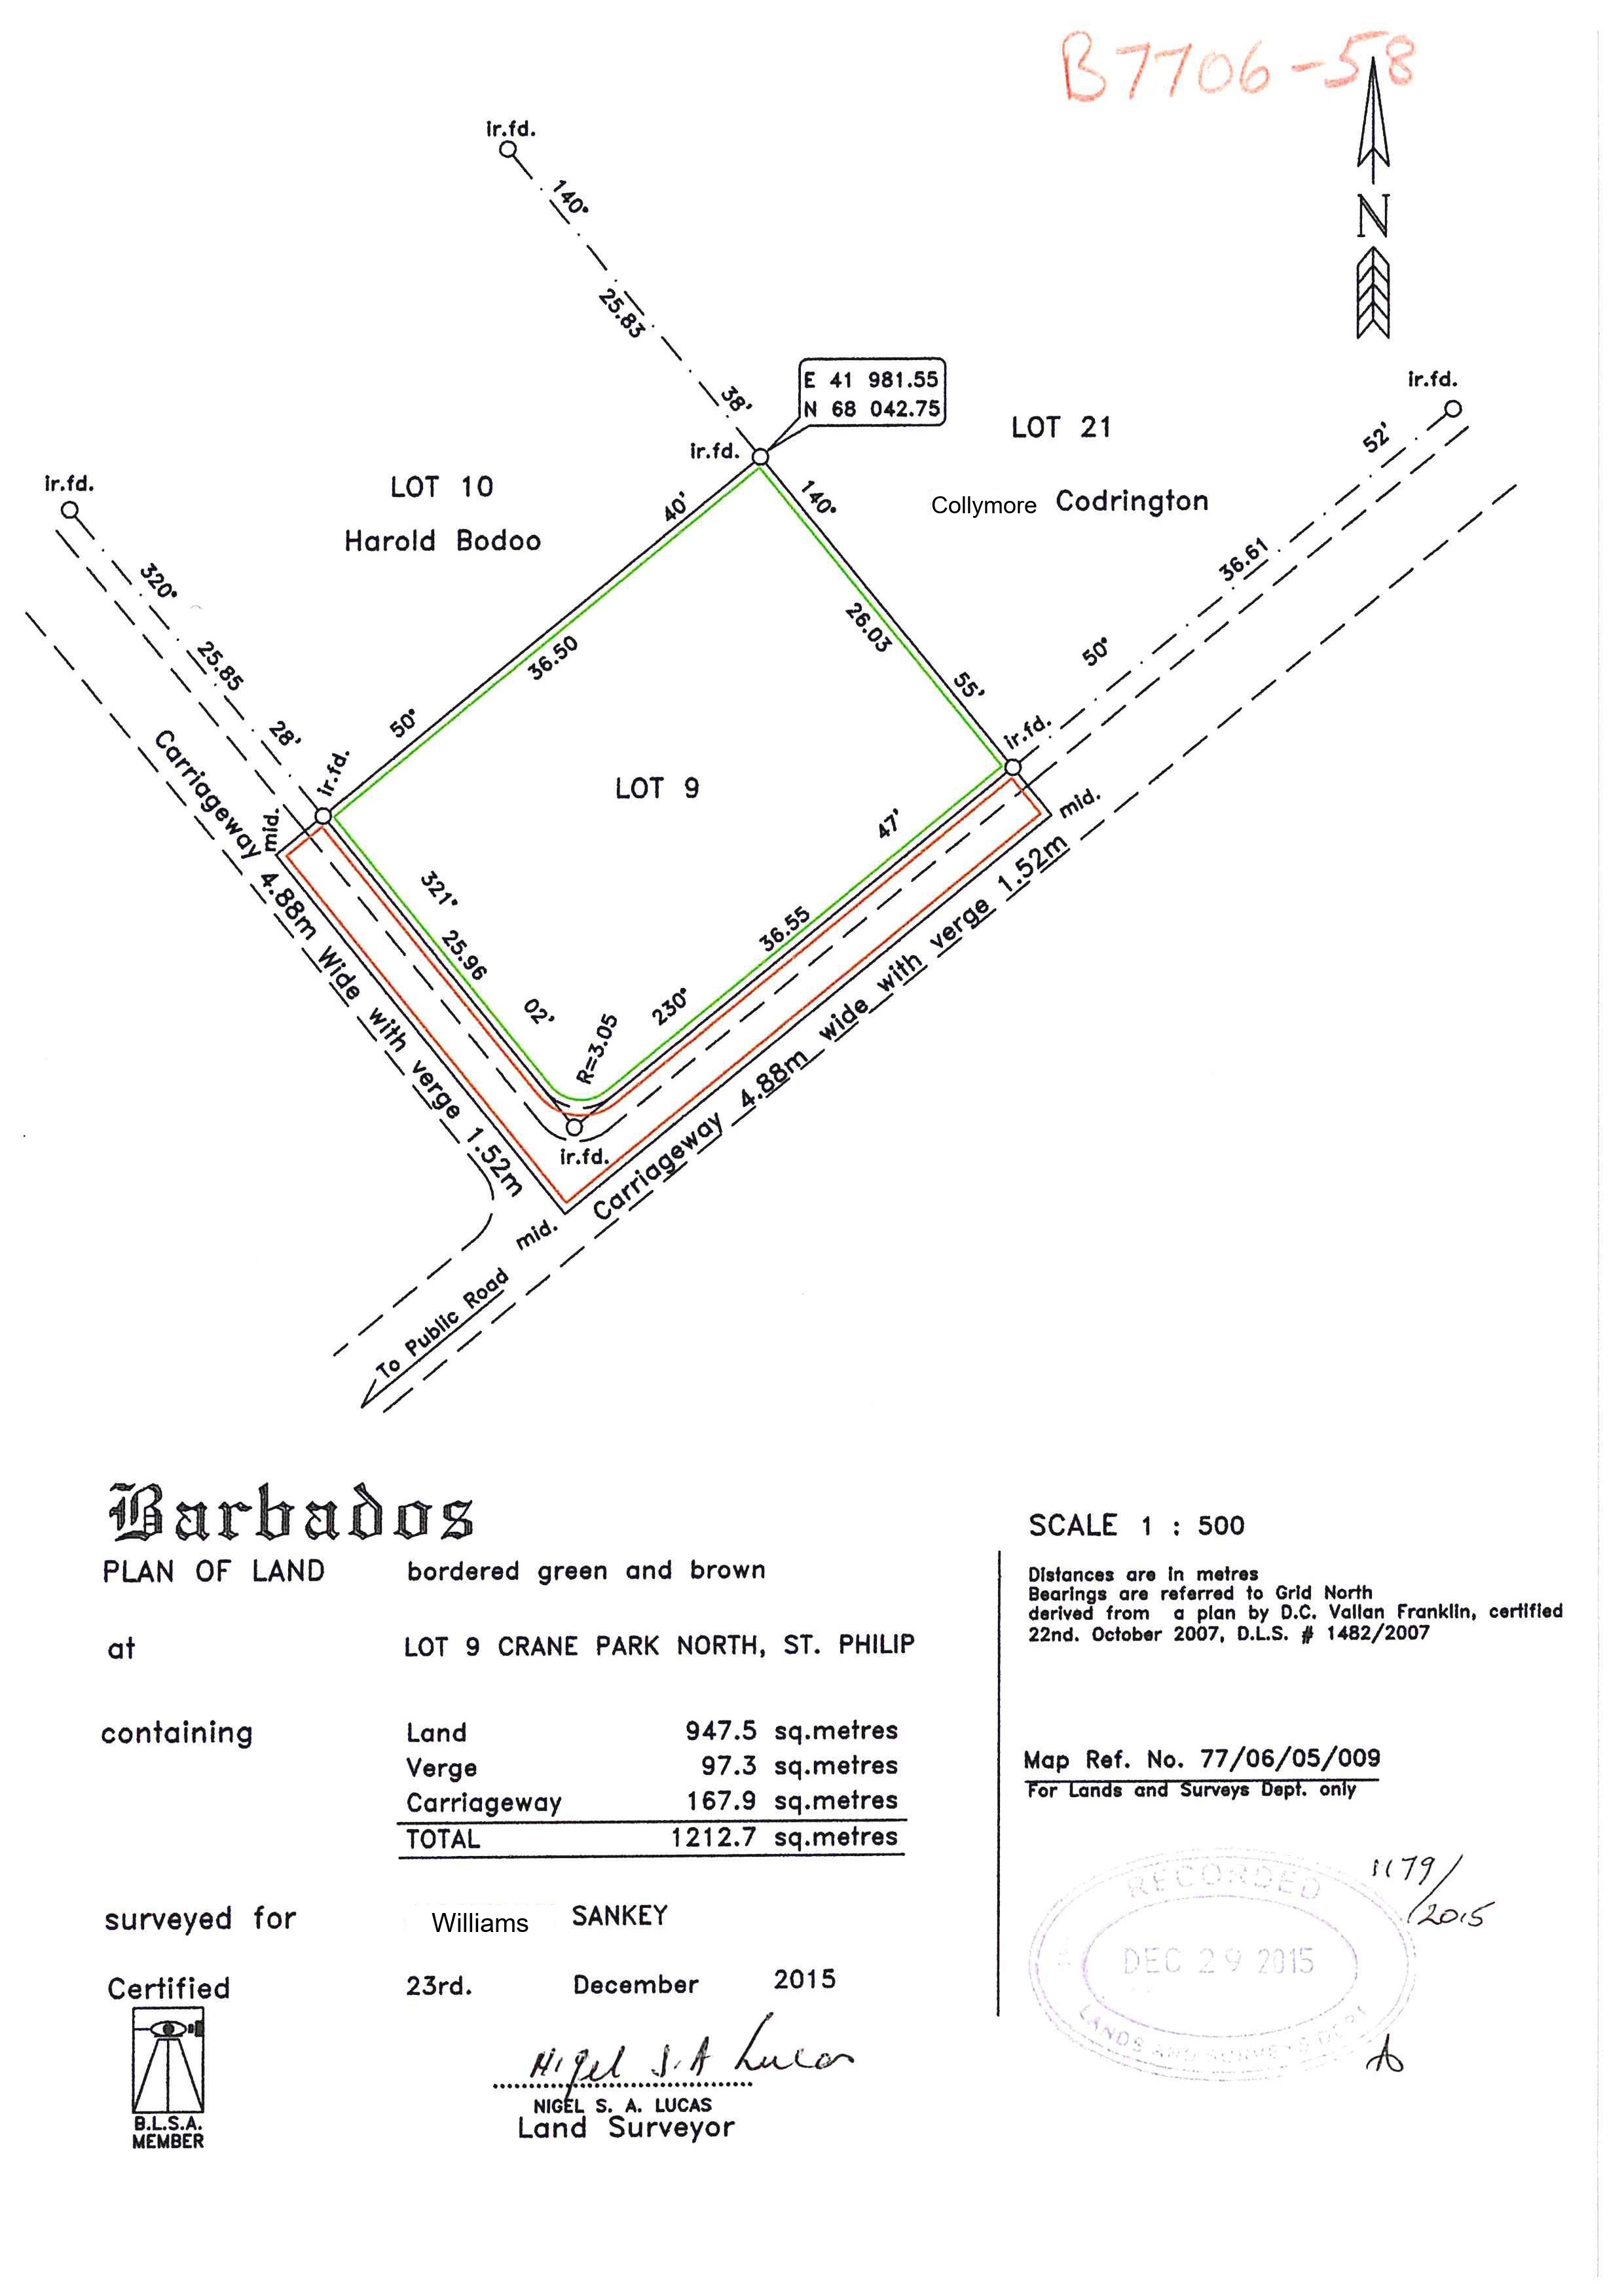 B7706-58
ir.fd.
140°
25.83
38'
N
E 41 981.55
N 68 042.75
ir.fd.
LOT 21
Collymore Codrington
ir.fd.
52'
36.61
50°
ir.fd.
LOT 10
Harold Bodoo
40'
36.50
50°
140°
26.03
55'
ir.fd.
320°
25.85
28'
ir.fd.
mid.
LOT 9
47'
36.55
230°
321°
25.96
02'
R=3.05
ir.fd.
mid.
mid.
Carriageway 4.88m Wide with verge 1.52m
Carriageway 4.88m wide with verge 1.52m
To Public Road
Barbados
PLAN OF LAND bordered green and brown
at LOT 9 CRANE PARK NORTH, ST. PHILIP
containing Land 947.5 sq.metres
Verge 97.3 sq.metres
Carriageway 167.9 sq.metres
TOTAL 1212.7 sq.metres
surveyed for Williams SANKEY
Certified 23rd. December 2015
Nigel S. A Lucas
NIGEL S. A. LUCAS
Land Surveyor
B.L.S.A.
MEMBER
SCALE 1 : 500
Distances are in metres
Bearings are referred to Grid North
derived from a plan by D.C. Vallan Franklin, certified
22nd. October 2007, D.L.S. # 1482/2007
Map Ref. No. 77/06/05/009
For Lands and Surveys Dept. only
1179/
2015
RECORDED
DEC 29 2015
LANDS AND SURVEYS DEPT